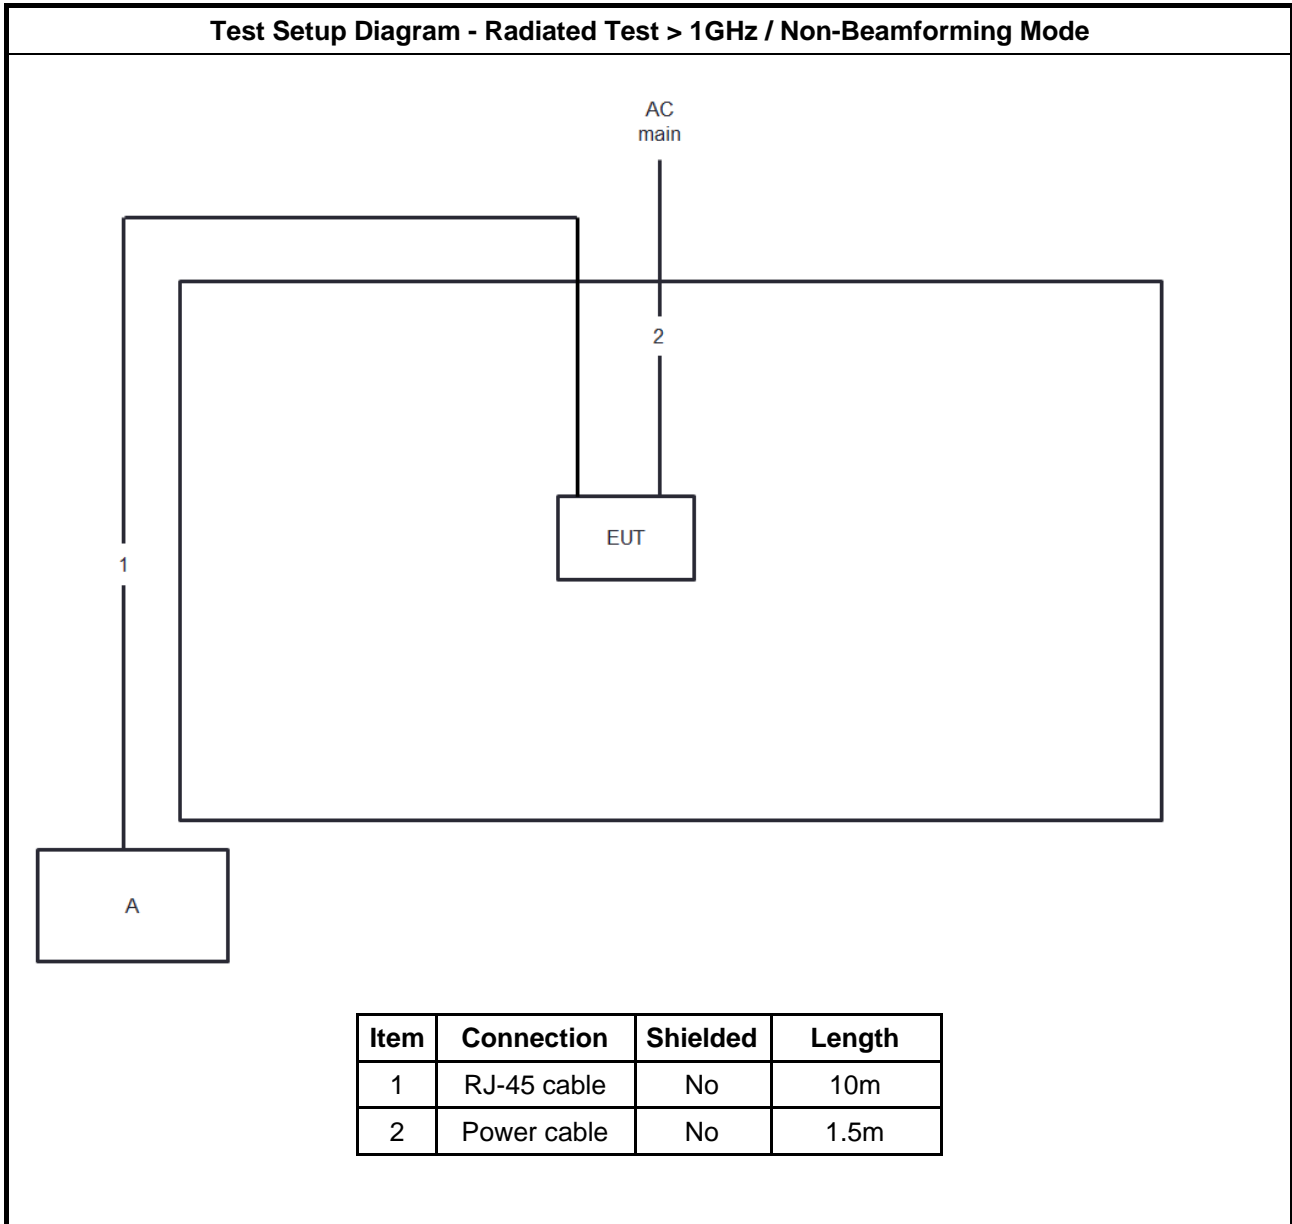 Test Setup Diagram - Radiated Test > 1GHz / Non-Beamforming Mode
AC
main
2
EUT
1
A
Item Connection Shielded Length
1 RJ-45 cable No 10m
2 Power cable No 1.5m